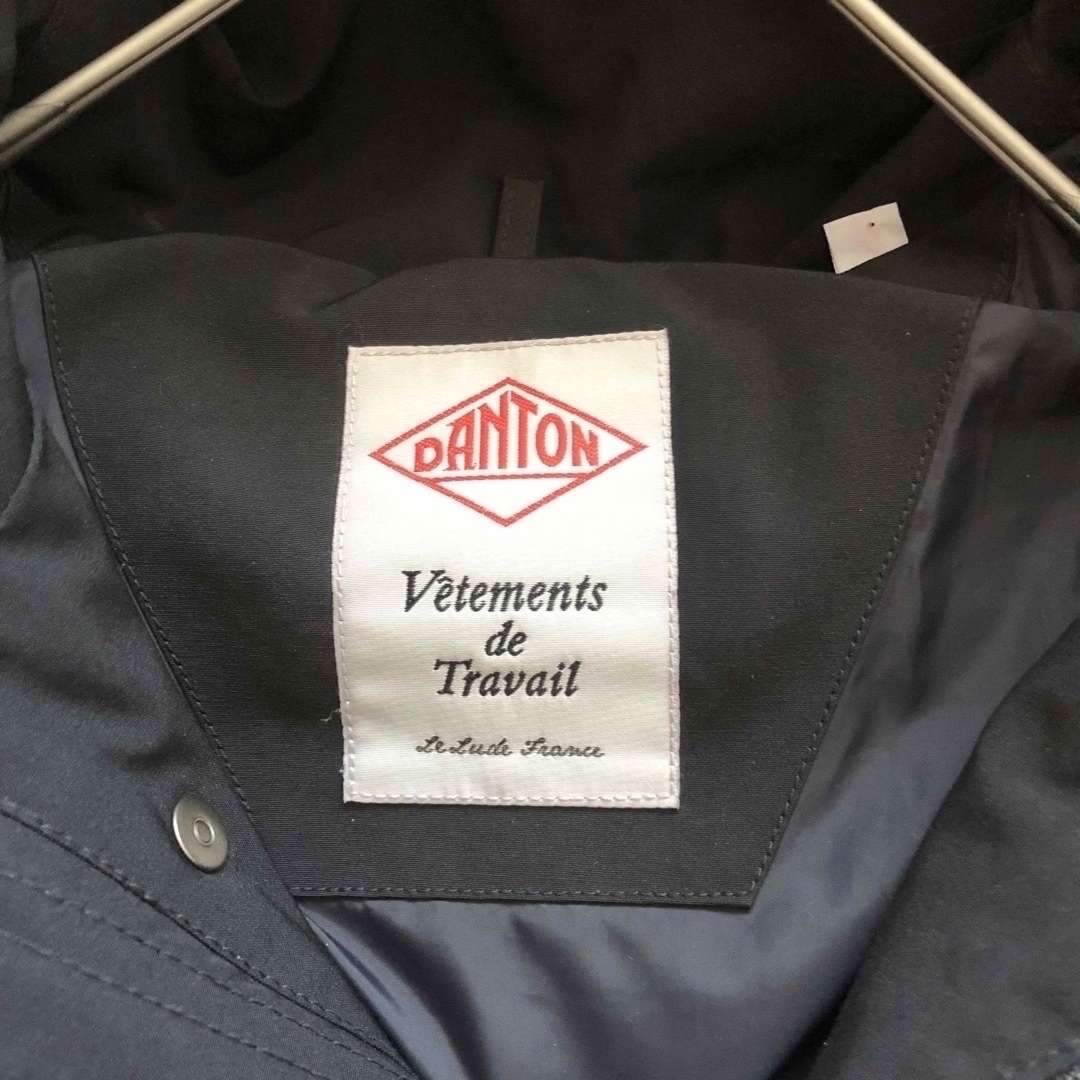 DANTON
Vêtements
de
Travail
Le Lude France